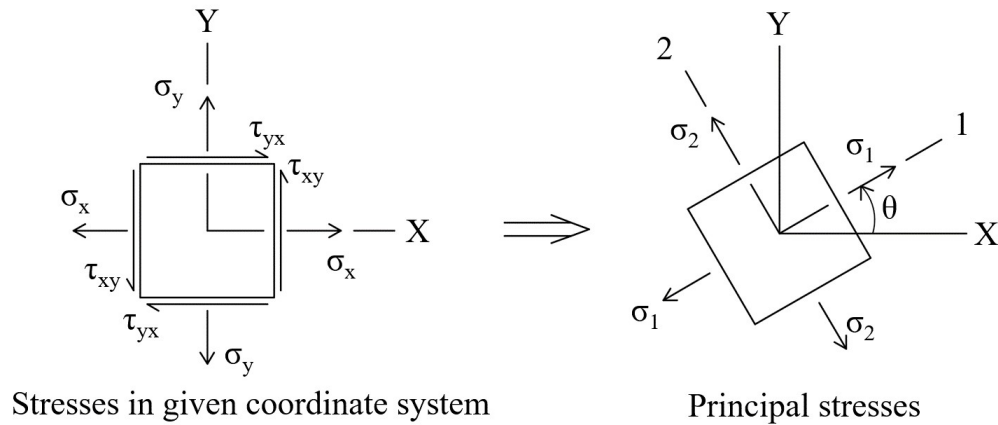 Y
σy
τyx
τxy
σx
X
σx
τxy
τyx
σy
Stresses in given coordinate system
Y
2
1
σ2
σ1
θ
X
σ1
σ2
Principal stresses